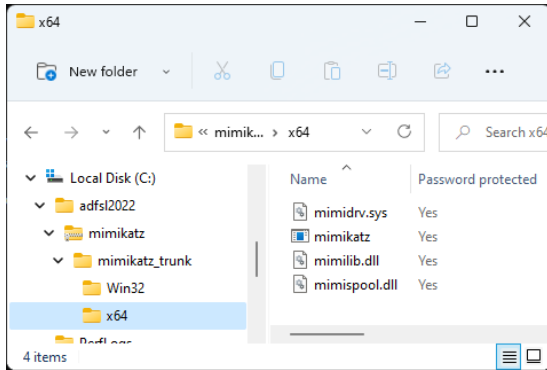 x64
New folder
« mimik... › x64
Search x64
Local Disk (C:)
adfsl2022
mimikatz
mimikatz_trunk
Win32
x64
PerfLogs
Name Password protected
mimidrv.sys Yes
mimikatz Yes
mimilib.dll Yes
mimispool.dll Yes
4 items